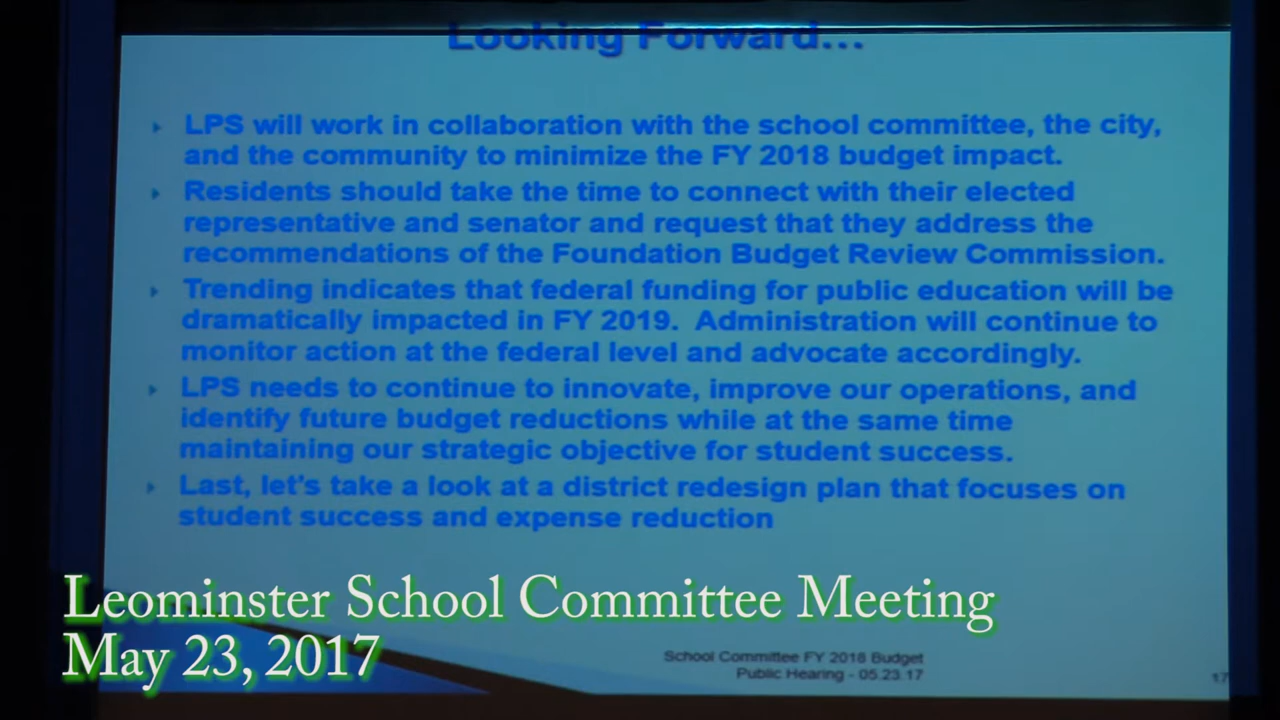 Looking Forward...
LPS will work in collaboration with the school committee, the city,
and the community to minimize the FY 2018 budget impact.
Residents should take the time to connect with their elected
representative and senator and request that they address the
recommendations of the Foundation Budget Review Commission.
Trending indicates that federal funding for public education will be
dramatically impacted in FY 2019. Administration will continue to
monitor action at the federal level and advocate accordingly.
LPS needs to continue to innovate, improve our operations, and
identify future budget reductions while at the same time
maintaining our strategic objective for student success.
Last, let's take a look at a district redesign plan that focuses on
student success and expense reduction
Leominster School Committee Meeting
May 23, 2017
School Committee FY 2018 Budget
Public Hearing - 05.23.17
17